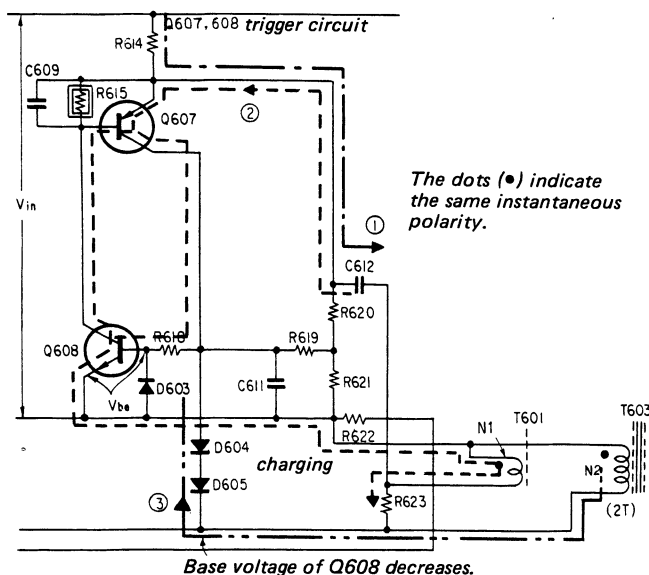 Q607,608 trigger circuit
R614
C609
R615
Q607
②
Vin
The dots (●) indicate
the same instantaneous
polarity.
①
C612
R620
Q608
R618
R619
Vbe
D603
C611
R621
R622
N1
T601
T603
D604
charging
N2
D605
R623
(2T)
③
Base voltage of Q608 decreases.